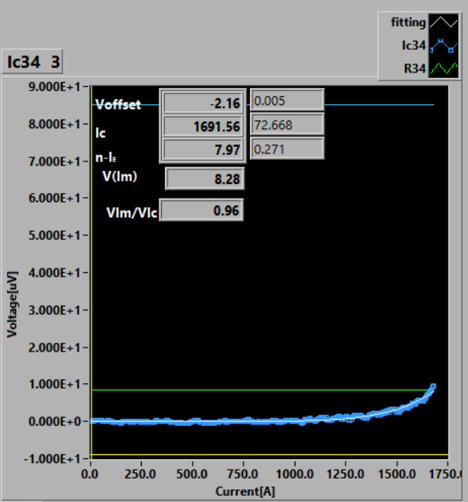 fitting
Ic34
R34
Ic34 3
9.000E+1
8.000E+1
7.000E+1
6.000E+1
5.000E+1
4.000E+1
3.000E+1
2.000E+1
1.000E+1
0.000E+0
-1.000E+1
Voltage[uV]
Voffset -2.16 0.005
Ic 1691.56 72.668
n-IE 7.97 0.271
V(Im) 8.28
VIm/VIc 0.96
0.0 250.0 500.0 750.0 1000.0 1250.0 1500.0 1750.0
Current[A]